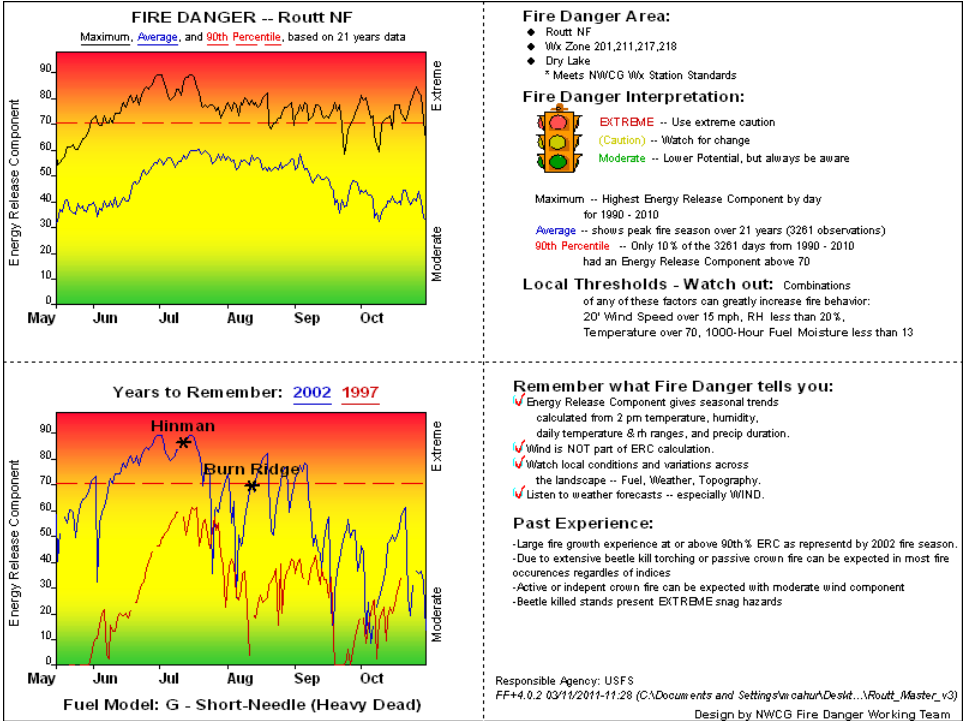 FIRE DANGER -- Routt NF
Maximum, Average, and 90th Percentile, based on 21 years data
Energy Release Component
90
80
70
60
50
40
30
20
10
0
Extreme
Moderate
May Jun Jul Aug Sep Oct
Fire Danger Area:
Routt NF
Wx Zone 201,211,217,218
Dry Lake
* Meets NWCG Wx Station Standards
Fire Danger Interpretation:
EXTREME -- Use extreme caution
(Caution) -- Watch for change
Moderate -- Lower Potential, but always be aware
Maximum -- Highest Energy Release Component by day
for 1990 - 2010
Average -- shows peak fire season over 21 years (3261 observations)
90th Percentile -- Only 10% of the 3261 days from 1990 - 2010
had an Energy Release Component above 70
Local Thresholds - Watch out: Combinations
of any of these factors can greatly increase fire behavior:
20' Wind Speed over 15 mph, RH less than 20%,
Temperature over 70, 1000-Hour Fuel Moisture less than 13
Years to Remember: 2002 1997
Energy Release Component
90
80
70
60
50
40
30
20
10
0
Hinman
Burn Ridge
Extreme
Moderate
May Jun Jul Aug Sep Oct
Fuel Model: G - Short-Needle (Heavy Dead)
Remember what Fire Danger tells you:
Energy Release Component gives seasonal trends
calculated from 2 pm temperature, humidity,
daily temperature & rh ranges, and precip duration.
Wind is NOT part of ERC calculation.
Watch local conditions and variations across
the landscape -- Fuel, Weather, Topography.
Listen to weather forecasts -- especially WIND.
Past Experience:
-Large fire growth experience at or above 90th% ERC as representd by 2002 fire season.
-Due to extensive beetle kill torching or passive crown fire can be expected in most fire
occurences regardless of indices
-Active or indepent crown fire can be expected with moderate wind component
-Beetle killed stands present EXTREME snag hazards
Responsible Agency: USFS
FF+4.0.2 03/11/2011-11:28 (C:\Documents and Settings\mcahur\Deskt...\Routt_Master_v3)
Design by NWCG Fire Danger Working Team